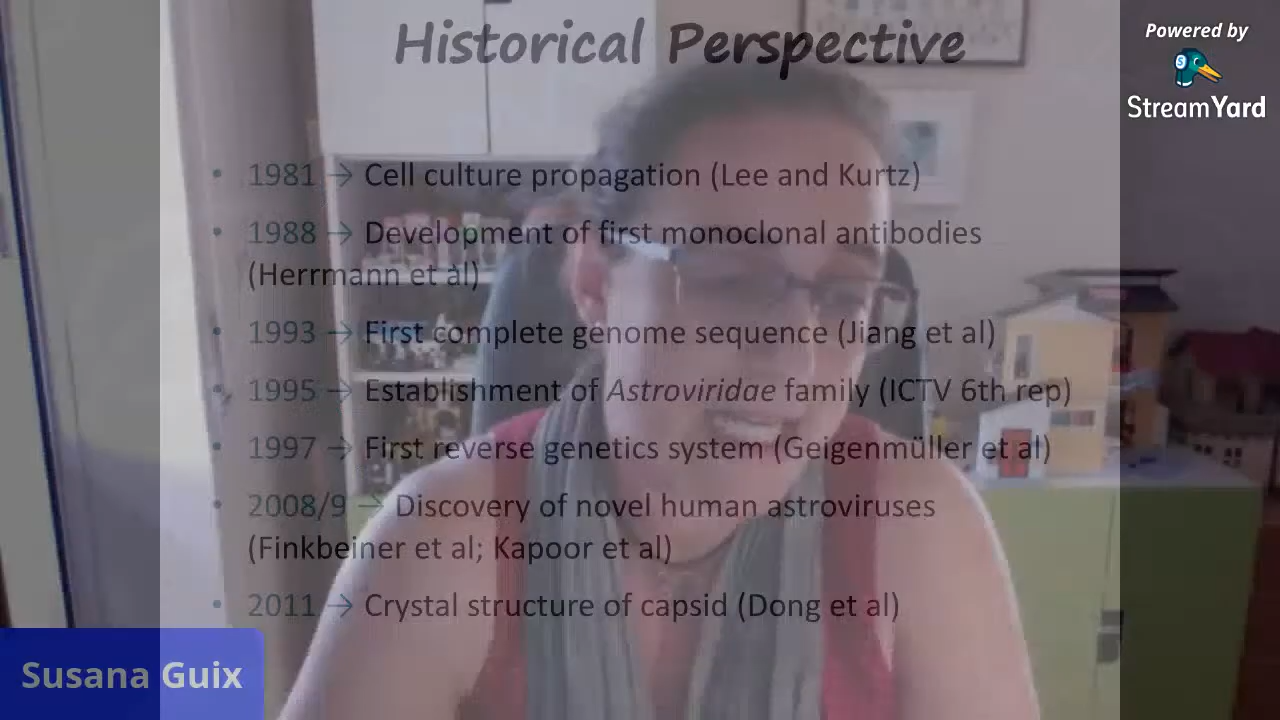 Historical Perspective
Powered by
StreamYard
• 1981 → Cell culture propagation (Lee and Kurtz)
• 1988 → Development of first monoclonal antibodies
(Herrmann et al)
• 1993 → First complete genome sequence (Jiang et al)
• 1995 → Establishment of Astroviridae family (ICTV 6th rep)
• 1997 → First reverse genetics system (Geigenmüller et al)
• 2008/9 → Discovery of novel human astroviruses
(Finkbeiner et al; Kapoor et al)
• 2011 → Crystal structure of capsid (Dong et al)
Susana Guix